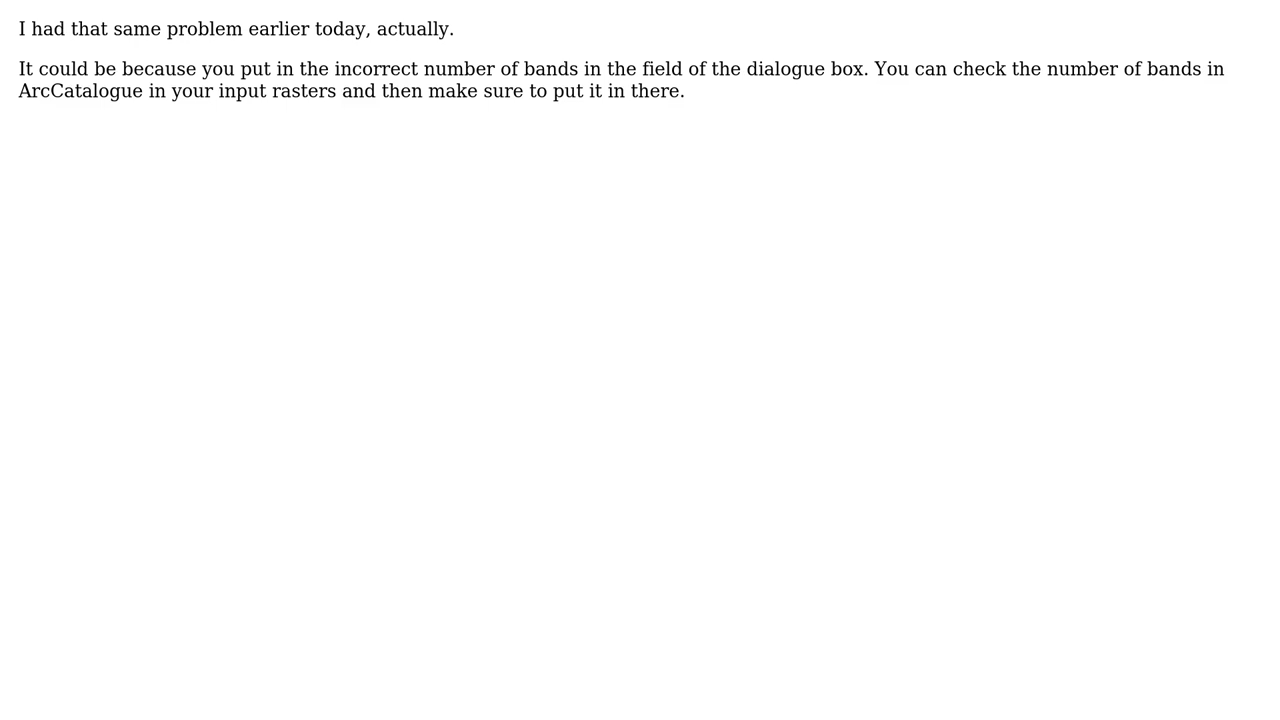 I had that same problem earlier today, actually.
It could be because you put in the incorrect number of bands in the field of the dialogue box. You can check the number of bands in
ArcCatalogue in your input rasters and then make sure to put it in there.